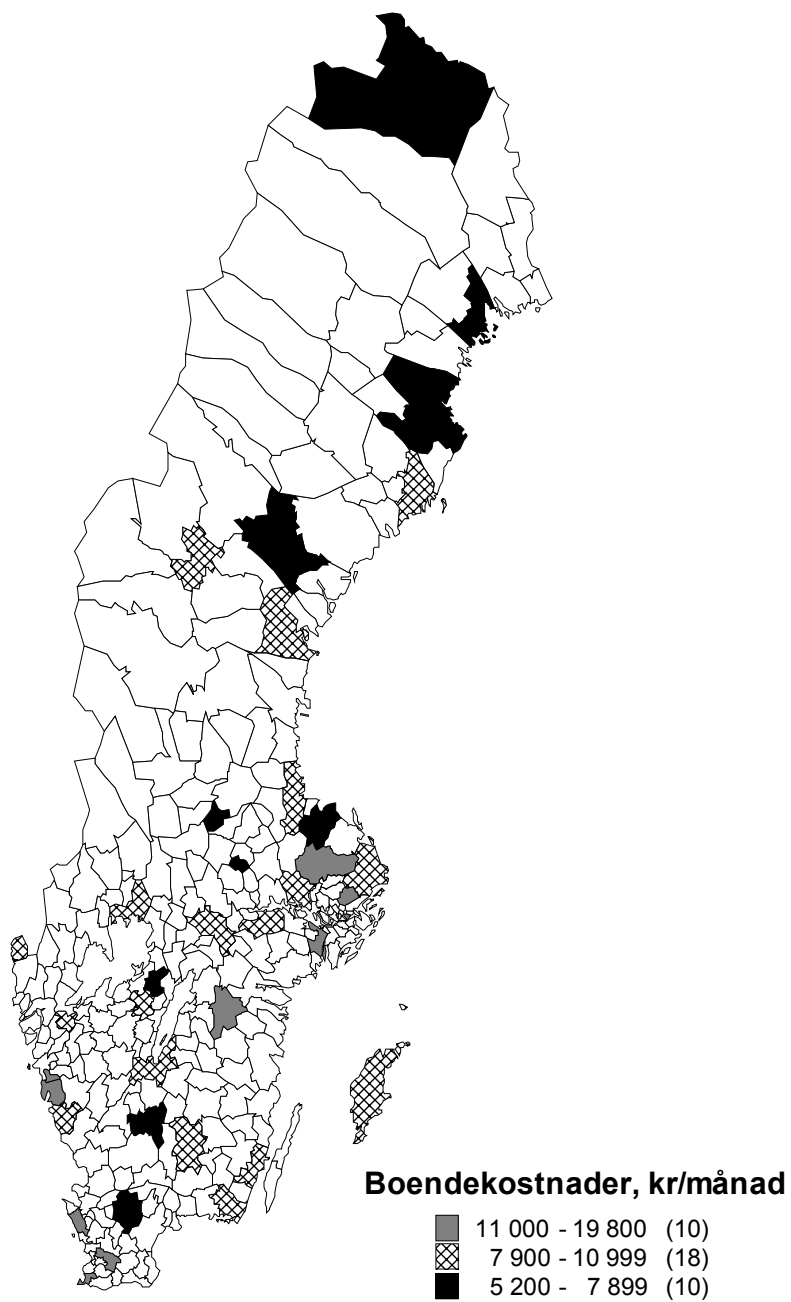 Boendekostnader, kr/månad
11 000 - 19 800 (10)
7 900 - 10 999 (18)
5 200 - 7 899 (10)